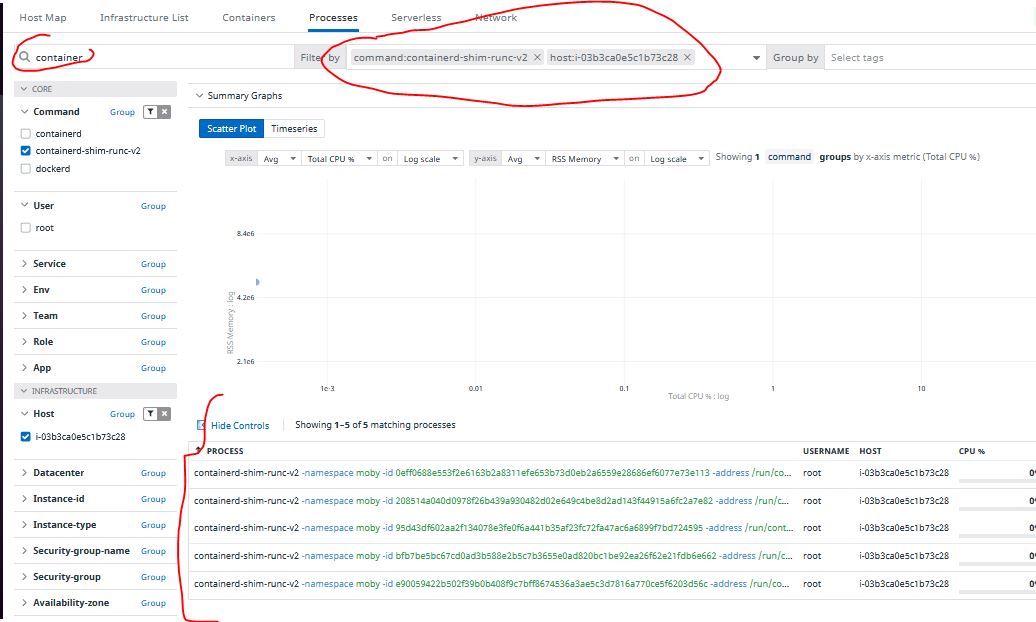 Host Map Infrastructure List Containers Processes Serverless Network
container Filter by command:containerd-shim-runc-v2 × host:i-03b3ca0e5c1b73c28 × Group by Select tags
CORE
Command Group
containerd
containerd-shim-runc-v2
dockerd
User Group
root
Service Group
Env Group
Team Group
Role Group
App Group
INFRASTRUCTURE
Host Group
i-03b3ca0e5c1b73c28
Datacenter Group
Instance-id Group
Instance-type Group
Security-group-name Group
Security-group Group
Availability-zone Group
Summary Graphs
Scatter Plot Timeseries
x-axis Avg Total CPU % on Log scale y-axis Avg RSS Memory on Log scale Showing 1 command groups by x-axis metric (Total CPU %)
8.4e6
4.2e6
2.1e6
RSS Memory : log
1e-3 0.01 0.1 1 10
Total CPU % : log
Hide Controls Showing 1–5 of 5 matching processes
PROCESS USERNAME HOST CPU %
containerd-shim-runc-v2 -namespace moby -id 0eff0688e553f2e6163b2a8311efe653b73d0eb2a6559e28686ef6077e73e113 -address /run/co... root i-03b3ca0e5c1b73c28 0
containerd-shim-runc-v2 -namespace moby -id 208514a040d0978f26b439a930482d02e649c4be8d2ad143f44915a6fc2a7e82 -address /run/c... root i-03b3ca0e5c1b73c28 0
containerd-shim-runc-v2 -namespace moby -id 95d43df602aa2f134078e3fe0f6a441b35af23fc72fa47ac6a6899f7bd724595 -address /run/cont... root i-03b3ca0e5c1b73c28 0
containerd-shim-runc-v2 -namespace moby -id bfb7be5bc67cd0ad3b588e2b5c7b3655e0ad820bc1be92ea26f62e21fdb6e662 -address /run/c... root i-03b3ca0e5c1b73c28 0
containerd-shim-runc-v2 -namespace moby -id e90059422b502f39b0b408f9c7bff8674536a3ae5c3d7816a770ce5f6203d56c -address /run/co... root i-03b3ca0e5c1b73c28 0